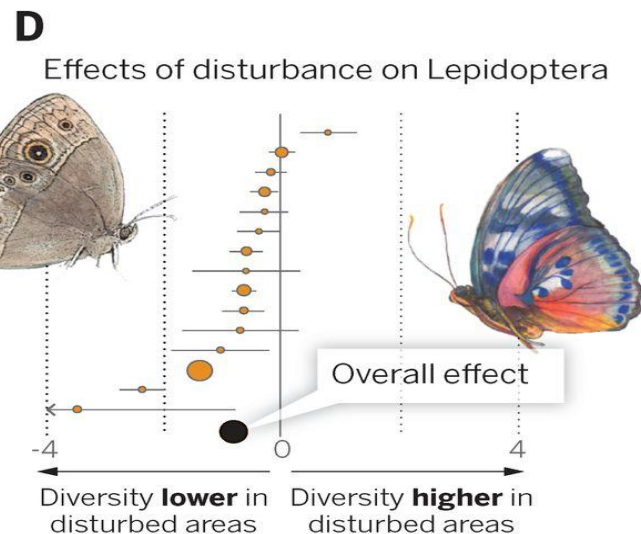 D
Effects of disturbance on Lepidoptera
Overall effect
-4 0 4
Diversity lower in
disturbed areas
Diversity higher in
disturbed areas